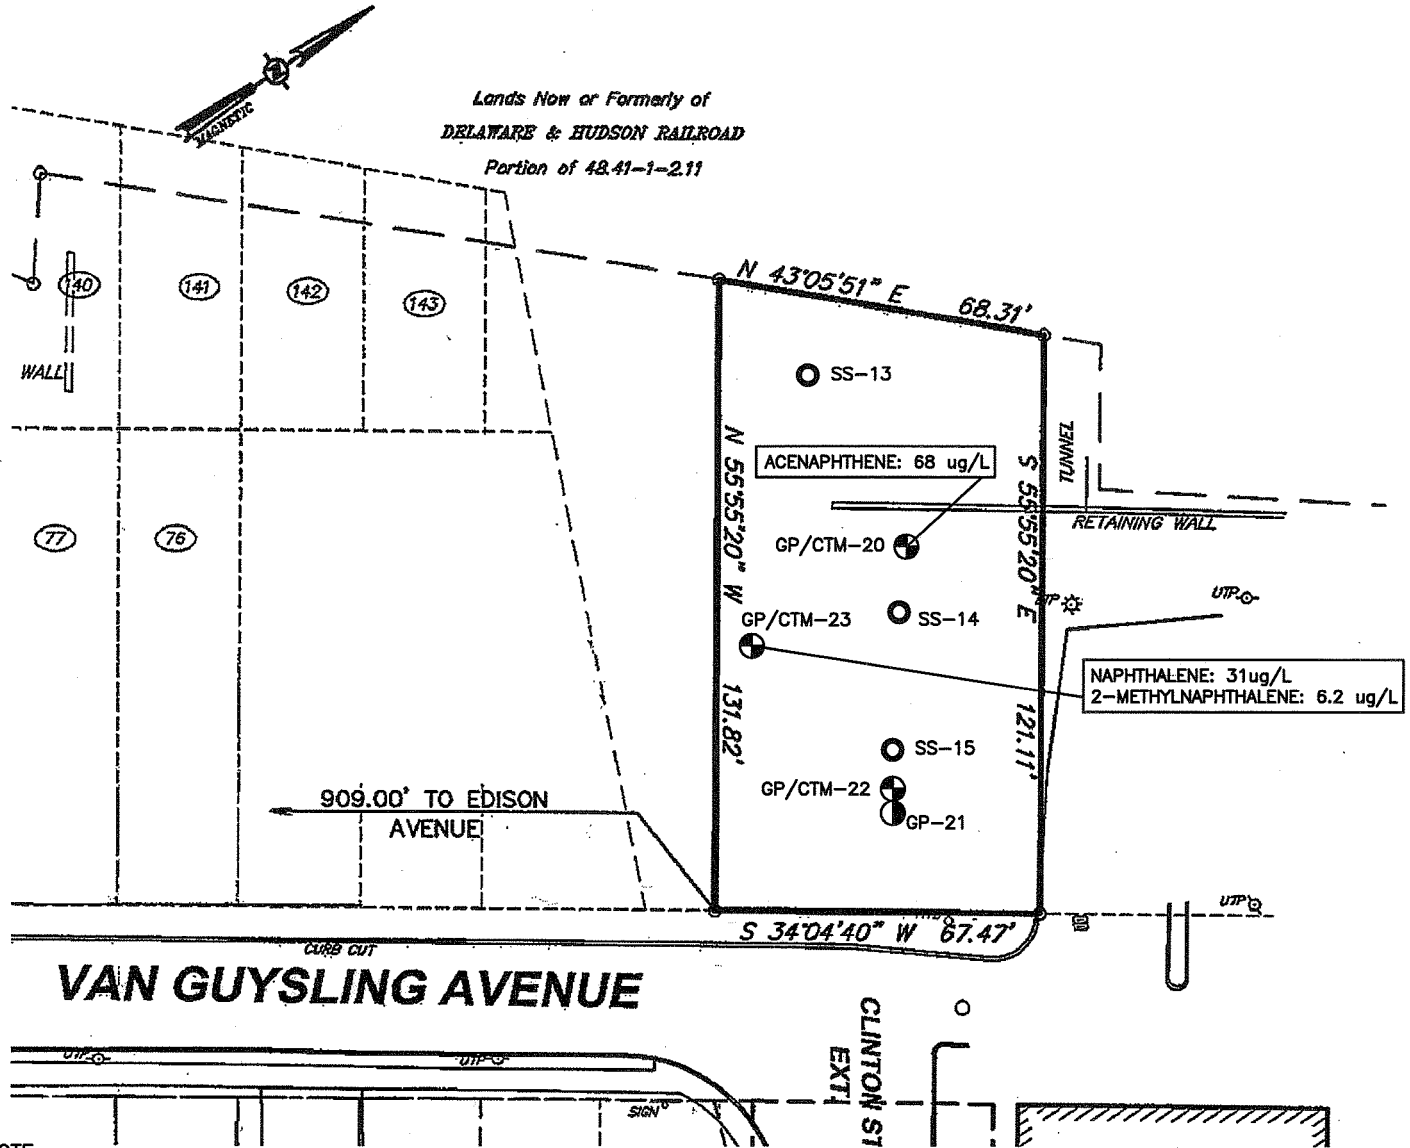 MAGNETIC
Lands Now or Formerly of
DELAWARE & HUDSON RAILROAD
Portion of 48.41-1-2.11
140
141
142
143
WALL
N 43°05'51" E 68.31'
SS-13
ACENAPHTHENE: 68 ug/L
TUNNEL
N 55°55'20" W 131.82'
S 55°55'20" E 121.11'
RETAINING WALL
77
76
GP/CTM-20
UTP
GP/CTM-23
SS-14
NAPHTHALENE: 31ug/L
2-METHYLNAPHTHALENE: 6.2 ug/L
SS-15
GP/CTM-22
GP-21
909.00' TO EDISON
AVENUE
UTP
S 34°04'40" W 67.47'
CURB CUT
VAN GUYSLING AVENUE
CLINTON ST
EXT
UTP
UTP
SIGN